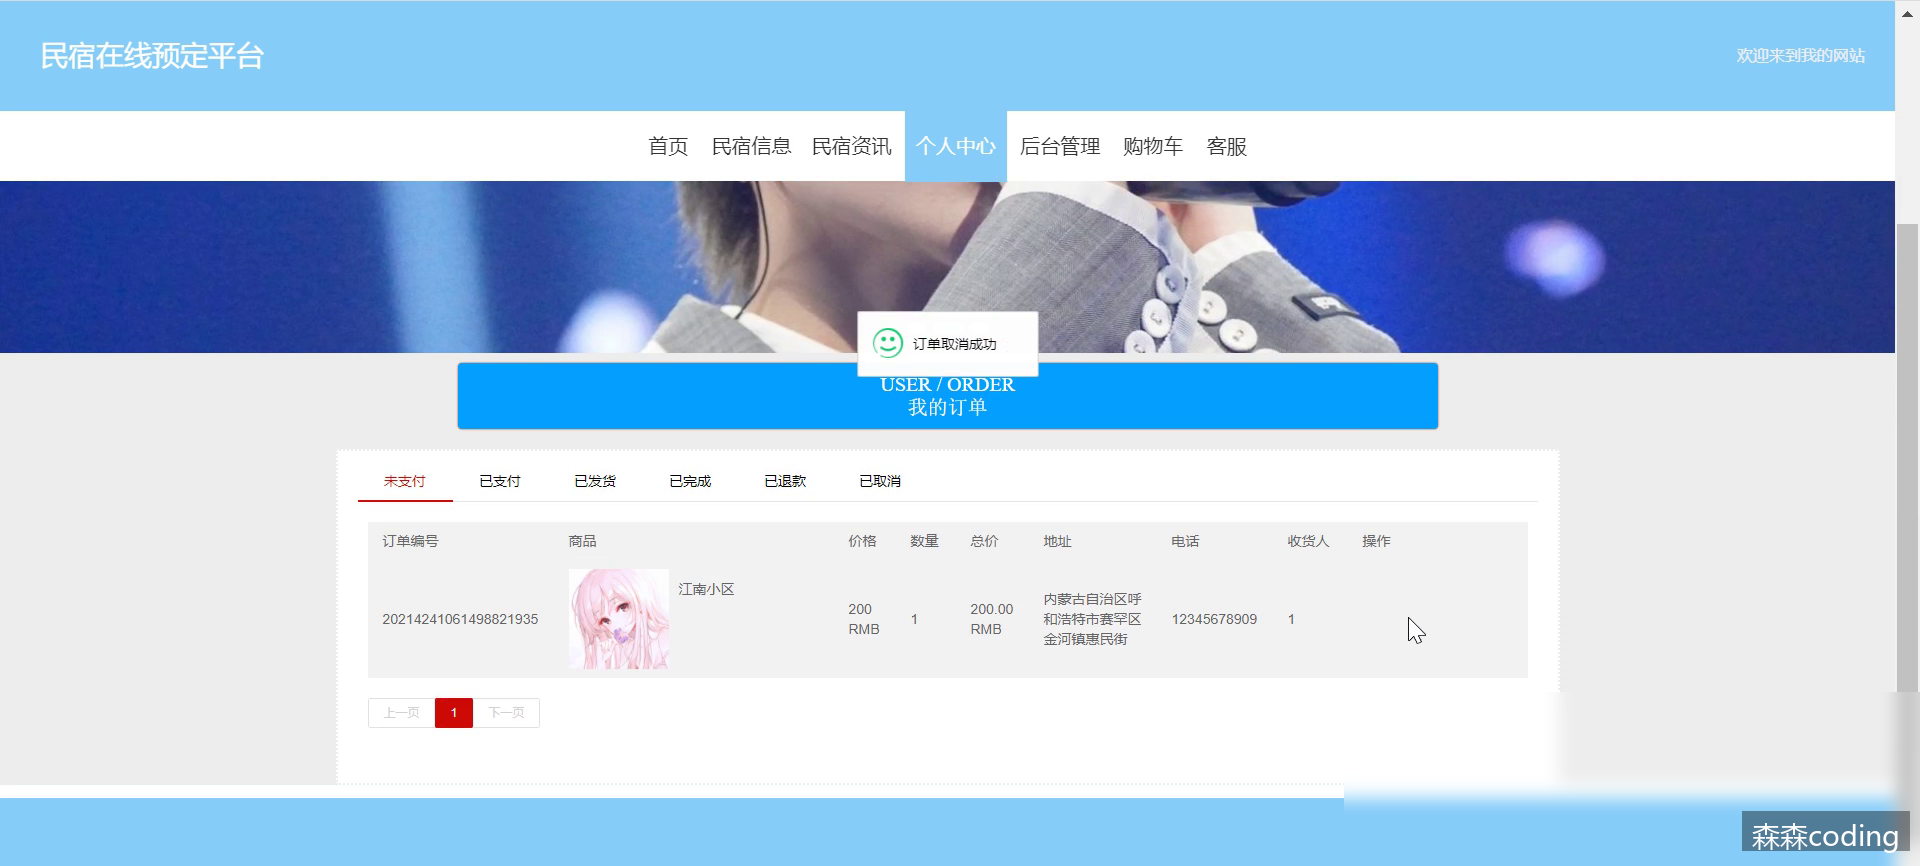 民宿在线预定平台
欢迎来到我的网站
首页 民宿信息 民宿资讯 个人中心 后台管理 购物车 客服
订单取消成功
USER / ORDER
我的订单
未支付 已支付 已发货 已完成 已退款 已取消
订单编号 商品 价格 数量 总价 地址 电话 收货人 操作
20214241061498821935 江南小区 200 RMB 1 200.00 RMB 内蒙古自治区呼和浩特市赛罕区金河镇惠民街 12345678909 1
上一页 1 下一页
森森coding